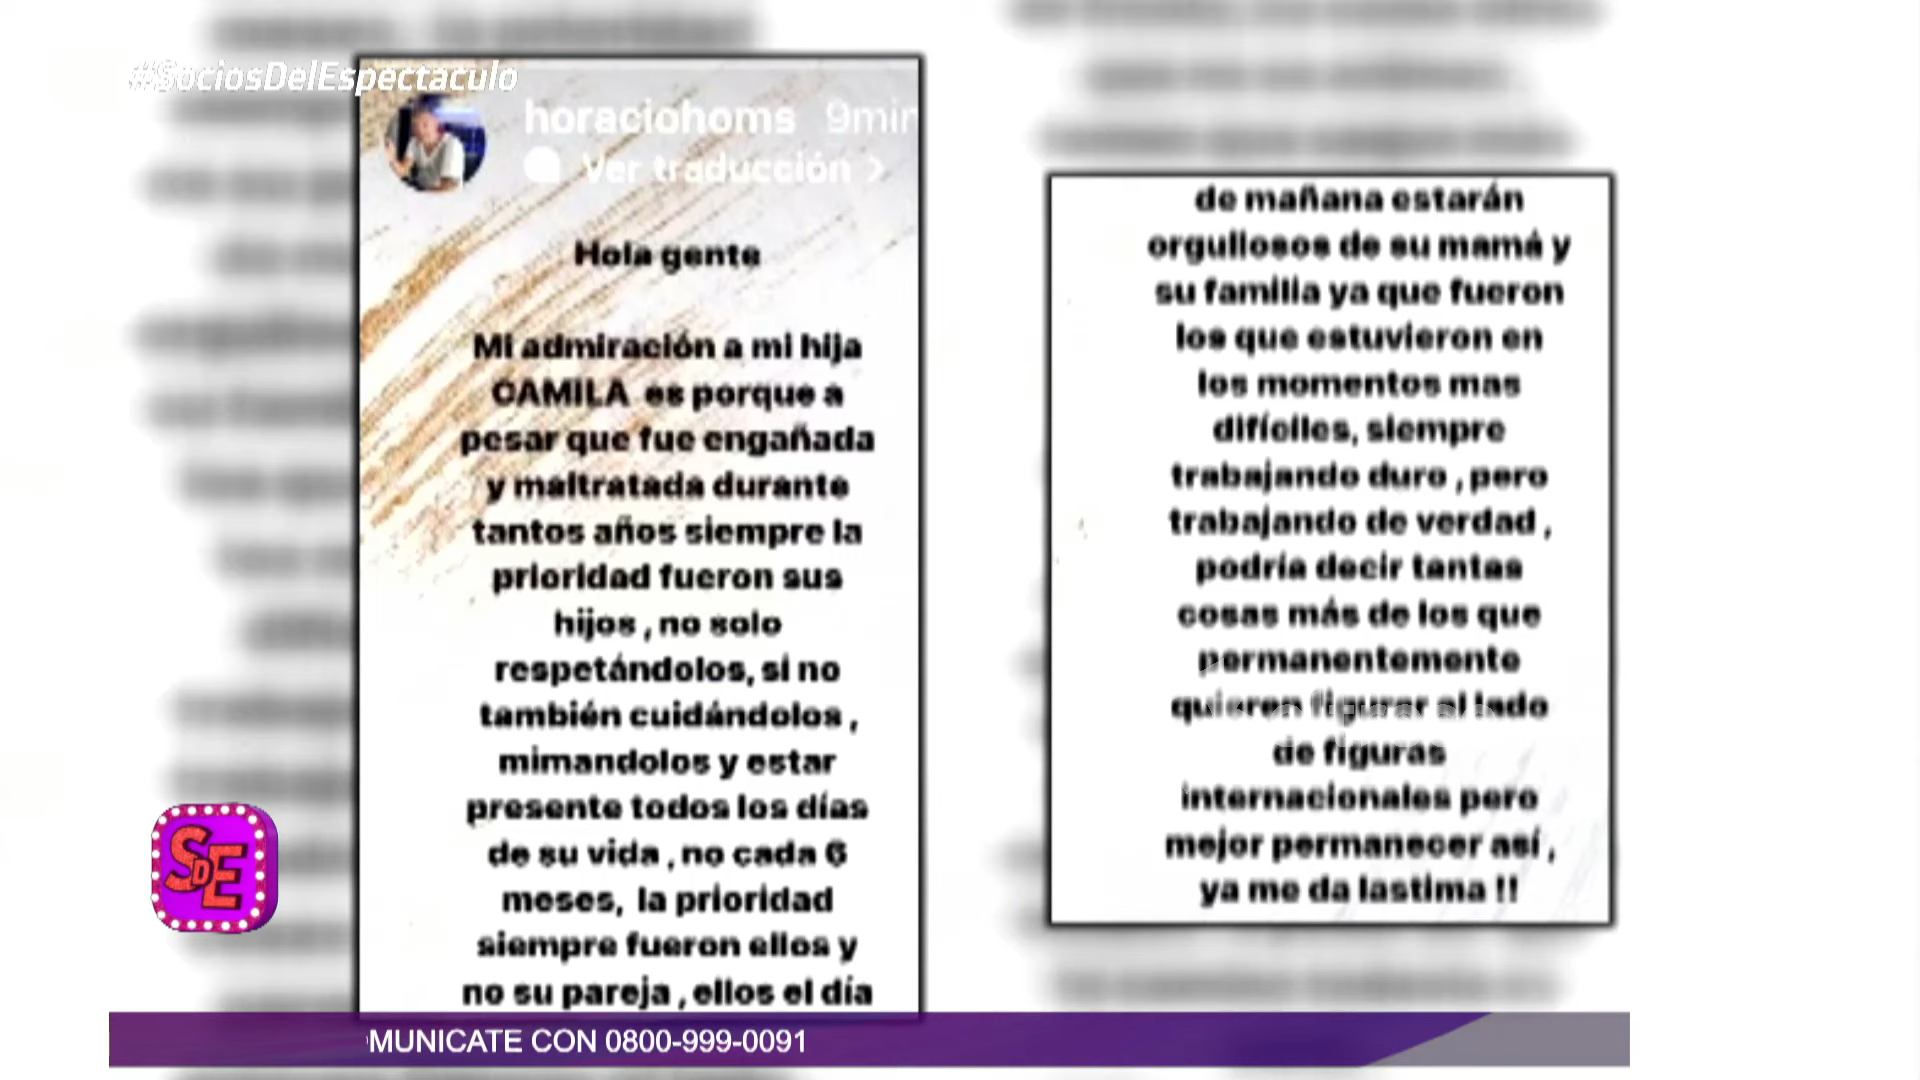 #SociosDelEspectaculo
horaciohoms 9min
Ver traducción >
Hola gente
Mi admiración a mi hija
CAMILA es porque a
pesar que fue engañada
y maltratada durante
tantos años siempre la
prioridad fueron sus
hijos , no solo
respetándolos, si no
también cuidándolos ,
mimandolos y estar
presente todos los días
de su vida , no cada 6
meses, la prioridad
siempre fueron ellos y
no su pareja , ellos el día
de mañana estarán
orgullosos de su mamá y
su familia ya que fueron
los que estuvieron en
los momentos mas
difíciles, siempre
trabajando duro , pero
trabajando de verdad ,
podría decir tantas
cosas más de los que
permanentemente
quieren figurar al lado
de figuras
internacionales pero
mejor permanecer así ,
ya me da lastima !!
SDE
MUNICATE CON 0800-999-0091